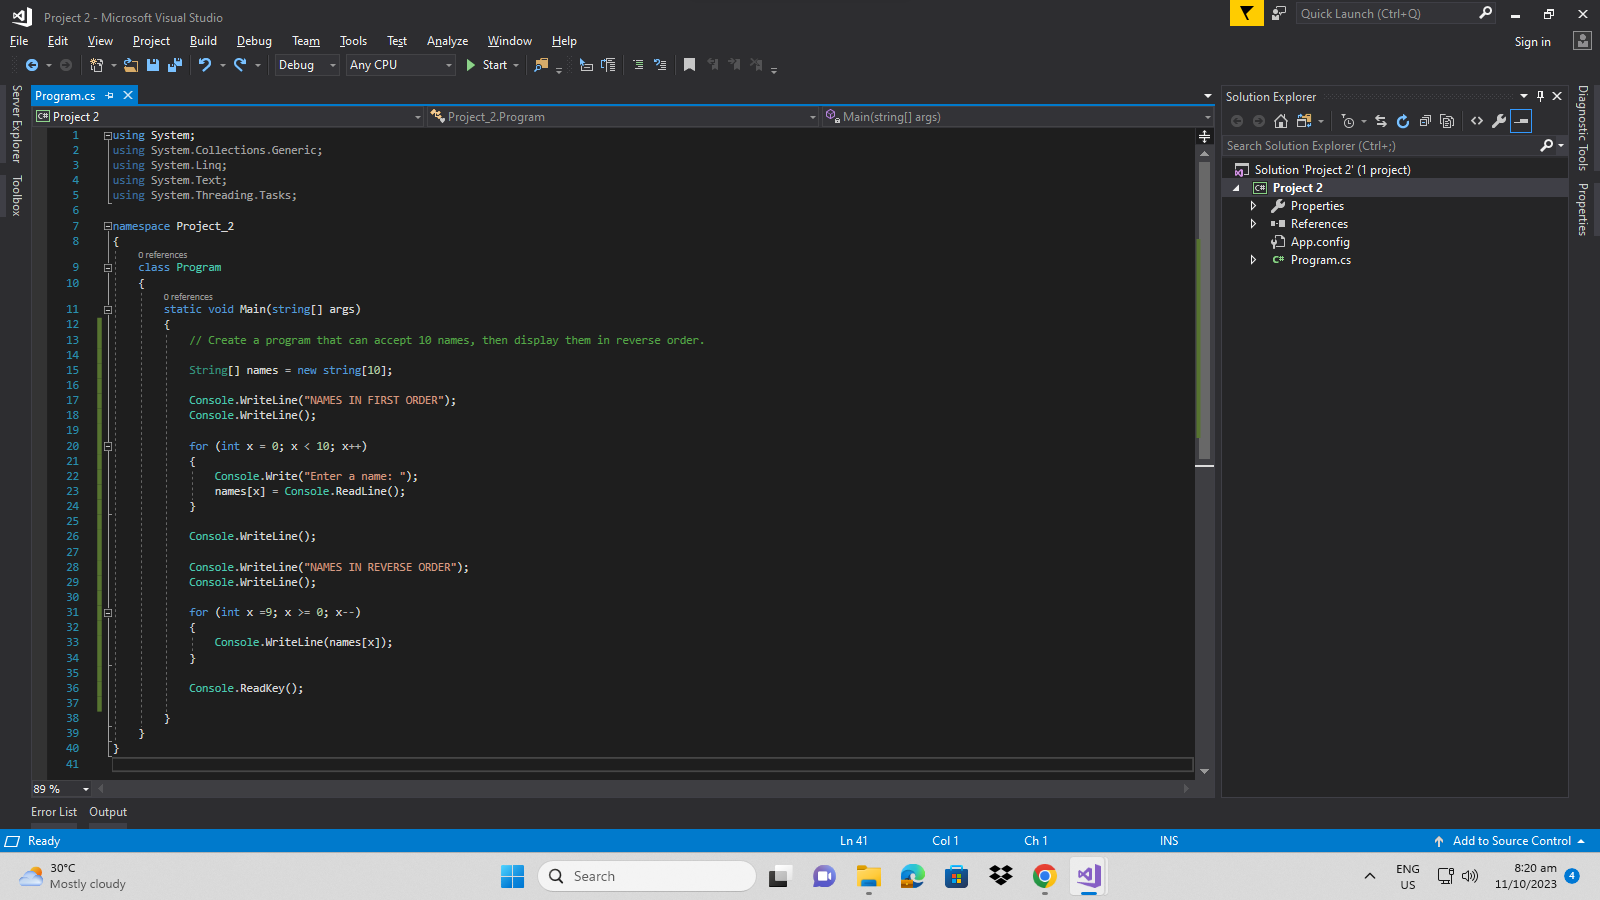 Project 2 - Microsoft Visual Studio
Quick Launch (Ctrl+Q)
File Edit View Project Build Debug Team Tools Test Analyze Window Help
Sign in
Debug Any CPU Start
Server Explorer
Toolbox
Program.cs
Project 2 Project_2.Program Main(string[] args)
1 using System;
2 using System.Collections.Generic;
3 using System.Linq;
4 using System.Text;
5 using System.Threading.Tasks;
6
7 namespace Project_2
8 {
0 references
9 class Program
10 {
0 references
11 static void Main(string[] args)
12 {
13 // Create a program that can accept 10 names, then display them in reverse order.
14
15 String[] names = new string[10];
16
17 Console.WriteLine("NAMES IN FIRST ORDER");
18 Console.WriteLine();
19
20 for (int x = 0; x < 10; x++)
21 {
22 Console.Write("Enter a name: ");
23 names[x] = Console.ReadLine();
24 }
25
26 Console.WriteLine();
27
28 Console.WriteLine("NAMES IN REVERSE ORDER");
29 Console.WriteLine();
30
31 for (int x =9; x >= 0; x--)
32 {
33 Console.WriteLine(names[x]);
34 }
35
36 Console.ReadKey();
37
38 }
39 }
40 }
41
89 %
Solution Explorer
Search Solution Explorer (Ctrl+;)
Solution 'Project 2' (1 project)
C# Project 2
Properties
References
App.config
C# Program.cs
Diagnostic Tools
Properties
Error List Output
Ready Ln 41 Col 1 Ch 1 INS Add to Source Control
30°C
Mostly cloudy
Search
ENG
US
8:20 am
11/10/2023
4